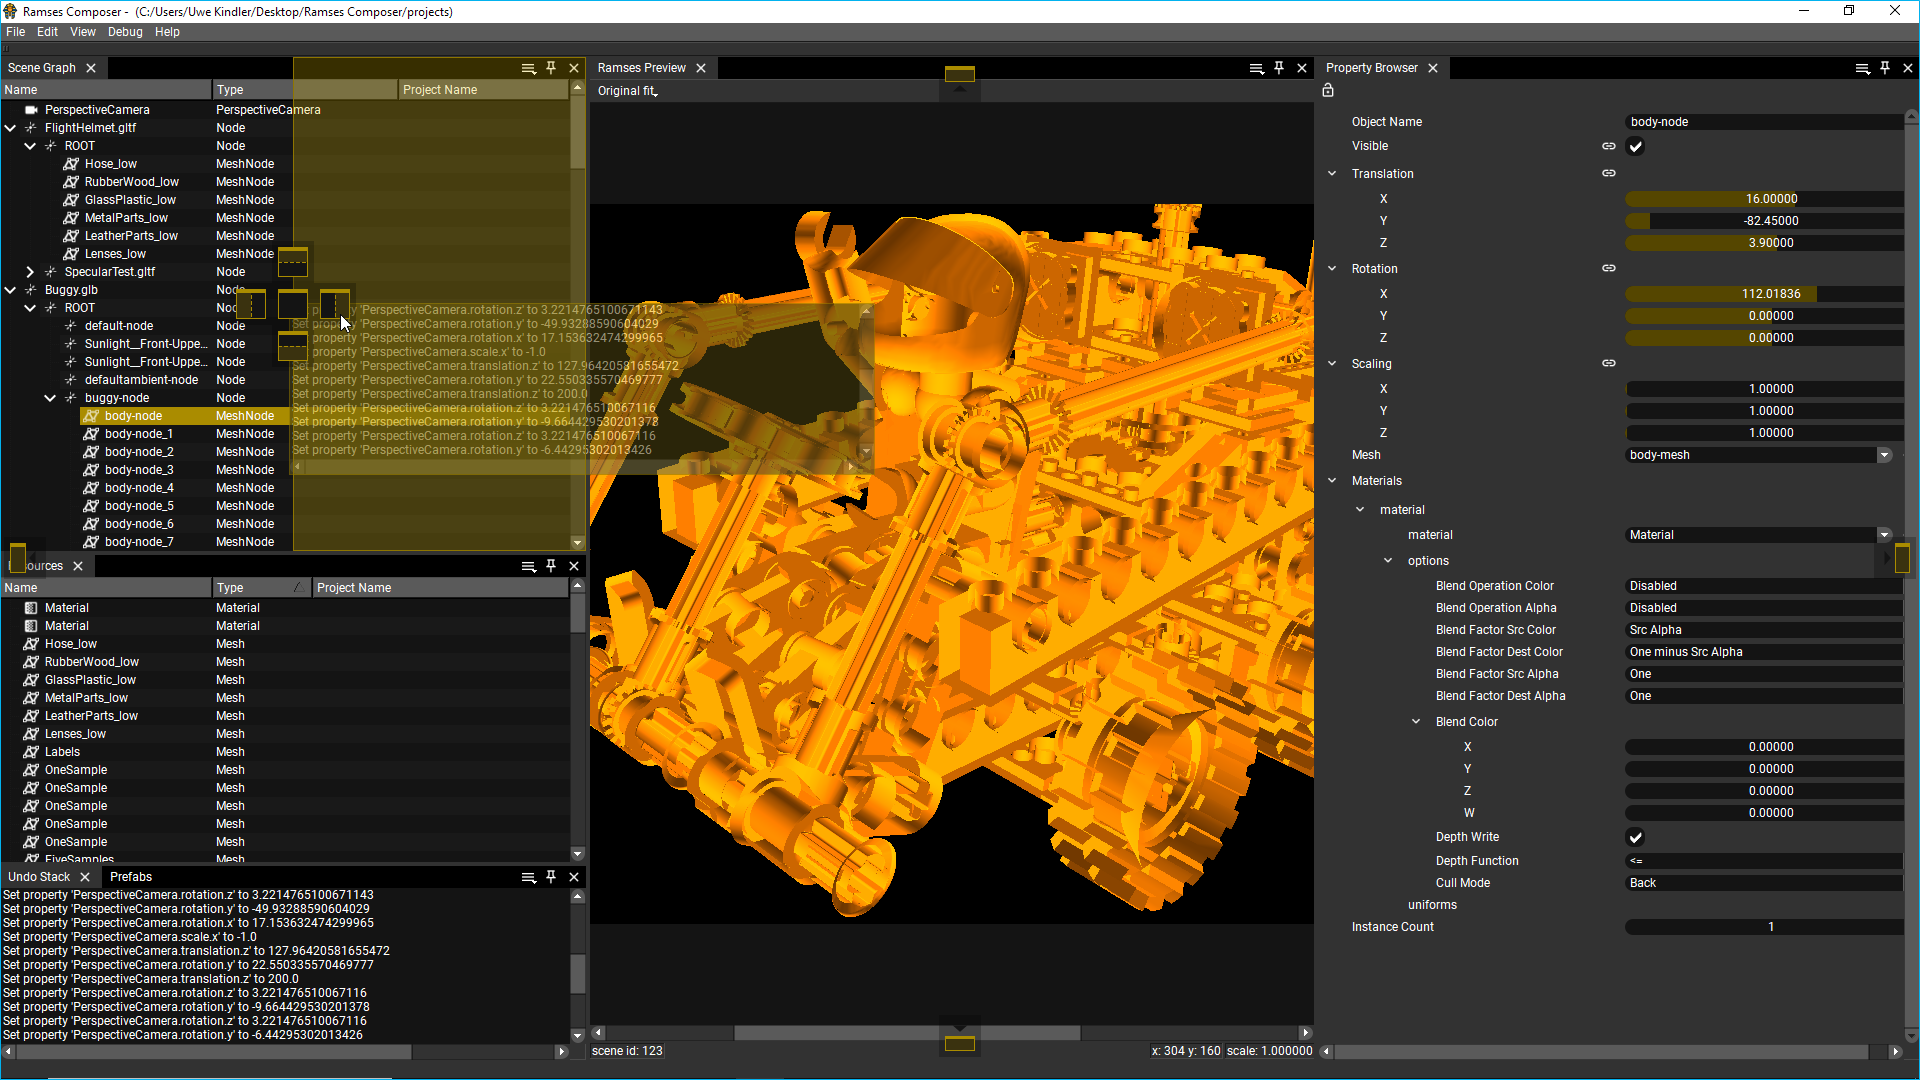 Ramses Composer - (C:/Users/Uwe Kindler/Desktop/Ramses Composer/projects)
File Edit View Debug Help
Scene Graph
Name Type Project Name
PerspectiveCamera PerspectiveCamera
FlightHelmet.gltf Node
ROOT Node
Hose_low MeshNode
RubberWood_low MeshNode
GlassPlastic_low MeshNode
MetalParts_low MeshNode
LeatherParts_low MeshNode
Lenses_low MeshNode
SpecularTest.gltf Node
Buggy.glb Node
ROOT
default-node Node
Sunlight__Front-Uppe... Node
Sunlight__Front-Uppe... Node
defaultambient-node Node
buggy-node Node
body-node MeshNode
body-node_1 MeshNode
body-node_2 MeshNode
body-node_3 MeshNode
body-node_4 MeshNode
body-node_5 MeshNode
body-node_6 MeshNode
body-node_7 MeshNode
property 'PerspectiveCamera.rotation.z' to 3.2214765100671143
Set property 'PerspectiveCamera.rotation.y' to -49.93288590604029
property 'PerspectiveCamera.rotation.x' to 17.153632474299965
property 'PerspectiveCamera.scale.x' to -1.0
Set property 'PerspectiveCamera.translation.z' to 127.96420581655472
Set property 'PerspectiveCamera.rotation.y' to 22.550335570469777
Set property 'PerspectiveCamera.translation.z' to 200.0
Set property 'PerspectiveCamera.rotation.z' to 3.221476510067116
Set property 'PerspectiveCamera.rotation.y' to -9.664429530201378
Set property 'PerspectiveCamera.rotation.z' to 3.221476510067116
Set property 'PerspectiveCamera.rotation.y' to -6.44295302013426
ources
Name Type Project Name
Material Material
Material Material
Hose_low Mesh
RubberWood_low Mesh
GlassPlastic_low Mesh
MetalParts_low Mesh
LeatherParts_low Mesh
Lenses_low Mesh
Labels Mesh
OneSample Mesh
OneSample Mesh
OneSample Mesh
OneSample Mesh
OneSample Mesh
FiveSamples Mesh
Undo Stack Prefabs
Set property 'PerspectiveCamera.rotation.z' to 3.2214765100671143
Set property 'PerspectiveCamera.rotation.y' to -49.93288590604029
Set property 'PerspectiveCamera.rotation.x' to 17.153632474299965
Set property 'PerspectiveCamera.scale.x' to -1.0
Set property 'PerspectiveCamera.translation.z' to 127.96420581655472
Set property 'PerspectiveCamera.rotation.y' to 22.550335570469777
Set property 'PerspectiveCamera.translation.z' to 200.0
Set property 'PerspectiveCamera.rotation.z' to 3.221476510067116
Set property 'PerspectiveCamera.rotation.y' to -9.664429530201378
Set property 'PerspectiveCamera.rotation.z' to 3.221476510067116
Set property 'PerspectiveCamera.rotation.y' to -6.44295302013426
Ramses Preview
Original fit
scene id: 123
x: 304 y: 160 scale: 1.000000
Property Browser
Object Name body-node
Visible
Translation
X 16.00000
Y -82.45000
Z 3.90000
Rotation
X 112.01836
Y 0.00000
Z 0.00000
Scaling
X 1.00000
Y 1.00000
Z 1.00000
Mesh body-mesh
Materials
material
material Material
options
Blend Operation Color Disabled
Blend Operation Alpha Disabled
Blend Factor Src Color Src Alpha
Blend Factor Dest Color One minus Src Alpha
Blend Factor Src Alpha One
Blend Factor Dest Alpha One
Blend Color
X 0.00000
Y 0.00000
Z 0.00000
W 0.00000
Depth Write
Depth Function <=
Cull Mode Back
uniforms
Instance Count 1